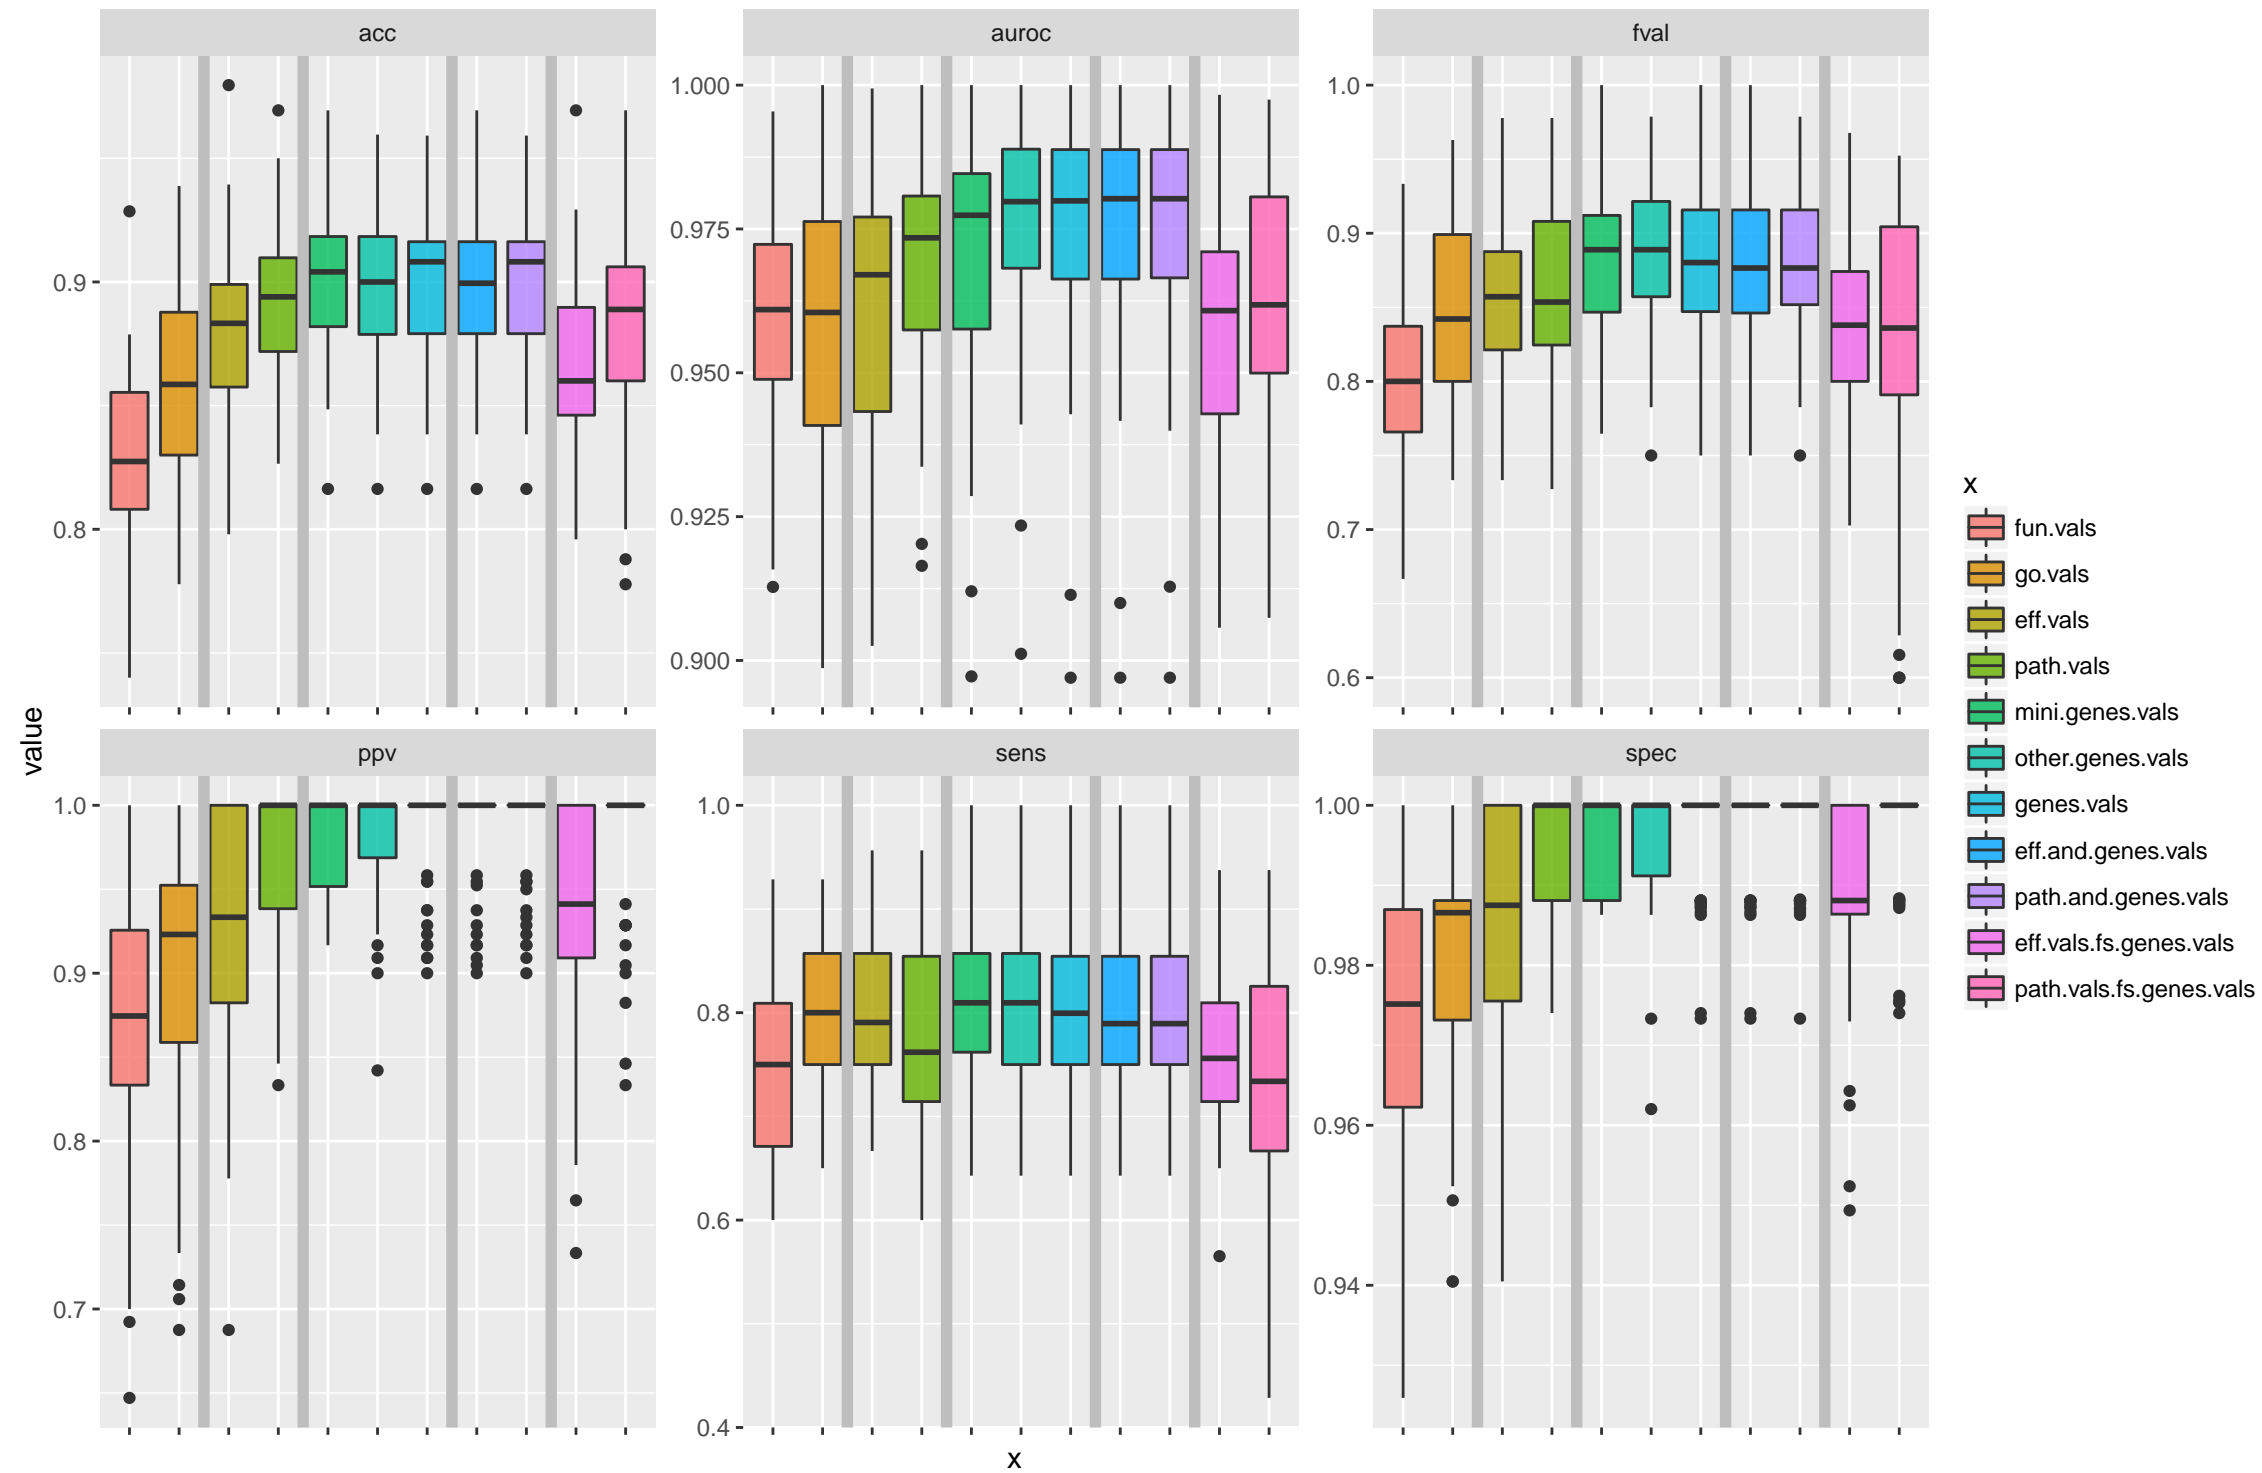 acc
auroc
fval
0.9
0.8
1.000
0.975
0.950
0.925
0.900
1.0
0.9
0.8
0.7
0.6
value
ppv
sens
spec
1.0
0.9
0.8
0.7
1.0
0.8
0.6
0.4
1.00
0.98
0.96
0.94
x
x
fun.vals
go.vals
eff.vals
path.vals
mini.genes.vals
other.genes.vals
genes.vals
eff.and.genes.vals
path.and.genes.vals
eff.vals.fs.genes.vals
path.vals.fs.genes.vals